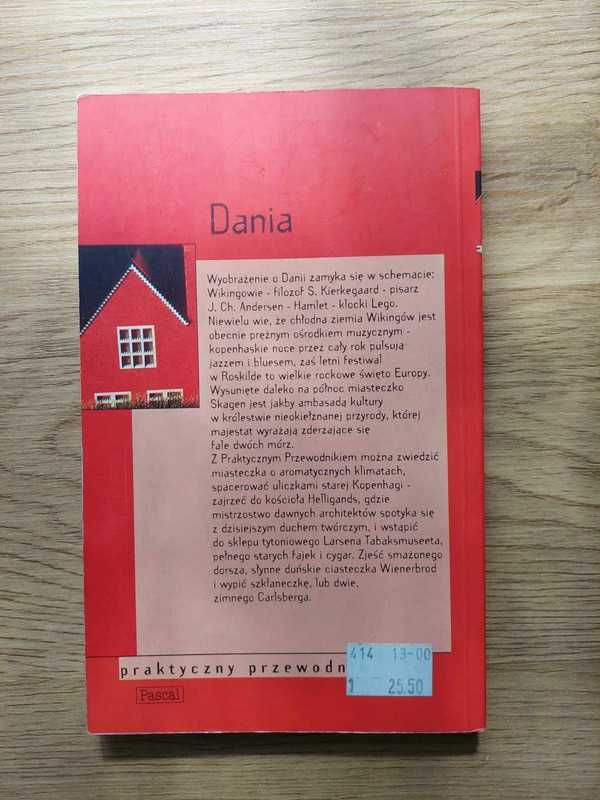 Dania
Wyobrażenie o Danii zamyka się w schemacie:
Wikingowie - filozof S. Kierkegaard - pisarz
J. Ch. Andersen - Hamlet - klocki Lego.
Niewielu wie, że chłodna ziemia Wikingów jest
obecnie prężnym ośrodkiem muzycznym -
kopenhaskie noce przez cały rok pulsują
jazzem i bluesem, zaś letni festiwal
w Roskilde to wielkie rockowe święto Europy.
Wysunięte daleko na północ miasteczko
Skagen jest jakby ambasadą kultury
w królestwie nieokiełznanej przyrody, której
majestat wyrażają zderzające się
fale dwóch mórz.
Z Praktycznym Przewodnikiem można zwiedzić
miasteczka o aromatycznych klimatach,
spacerować uliczkami starej Kopenhagi -
zajrzeć do kościoła Helligands, gdzie
mistrzostwo dawnych architektów spotyka się
z dzisiejszym duchem twórczym, i wstąpić
do sklepu tytoniowego Larsena Tabaksmuseeta,
pełnego starych fajek i cygar. Zjeść smażonego
dorsza, słynne duńskie ciasteczka Wienerbrod
i wypić szklaneczkę, lub dwie,
zimnego Carlsberga.
praktyczny przewodn
414 13-00
1 25.50
Pascal